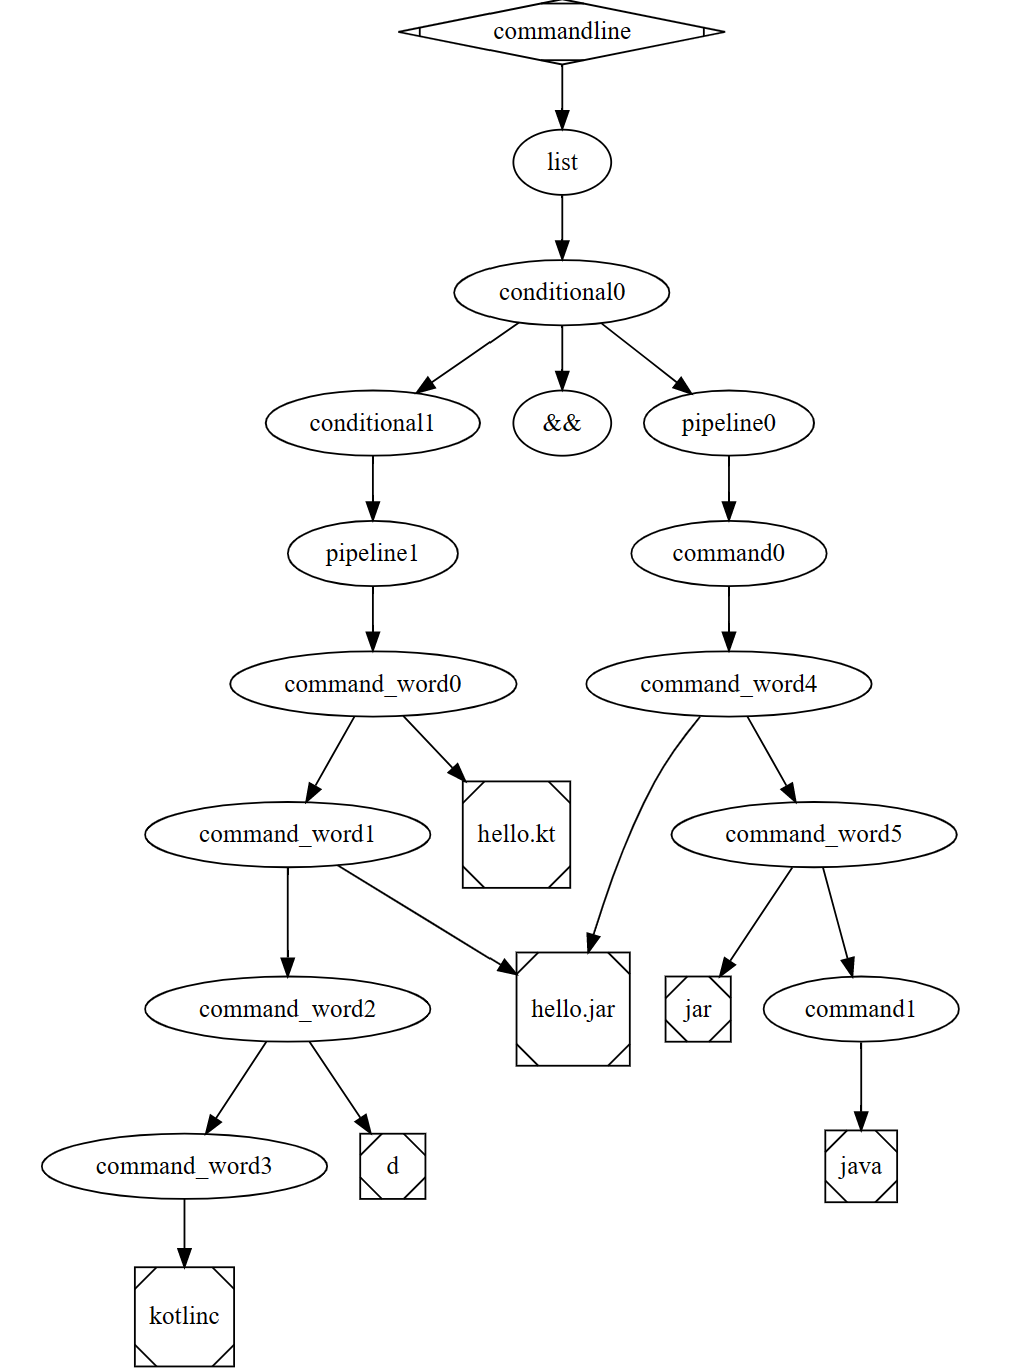 commandline
list
conditional0
conditional1
&&
pipeline0
pipeline1
command0
command_word0
command_word4
command_word1
hello.kt
command_word5
command_word2
hello.jar
jar
command1
command_word3
d
java
kotlinc